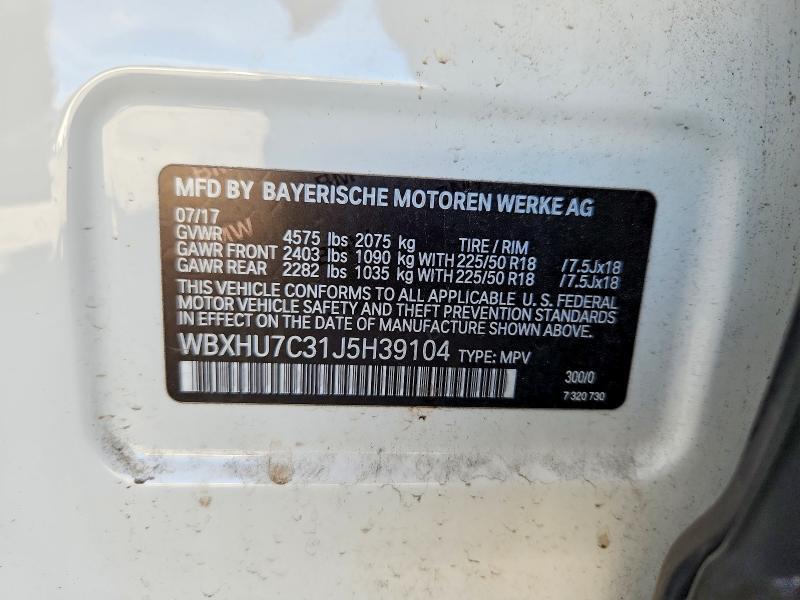 MFD BY BAYERISCHE MOTOREN WERKE AG
07/17
GVWR 4575 lbs 2075 kg TIRE / RIM
GAWR FRONT 2403 lbs 1090 kg WITH 225/50 R18 /7.5Jx18
GAWR REAR 2282 lbs 1035 kg WITH 225/50 R18 /7.5Jx18
THIS VEHICLE CONFORMS TO ALL APPLICABLE U.S. FEDERAL
MOTOR VEHICLE SAFETY AND THEFT PREVENTION STANDARDS
IN EFFECT ON THE DATE OF MANUFACTURE SHOWN ABOVE.
WBXHU7C31J5H39104 TYPE: MPV
300/0
7 320 730